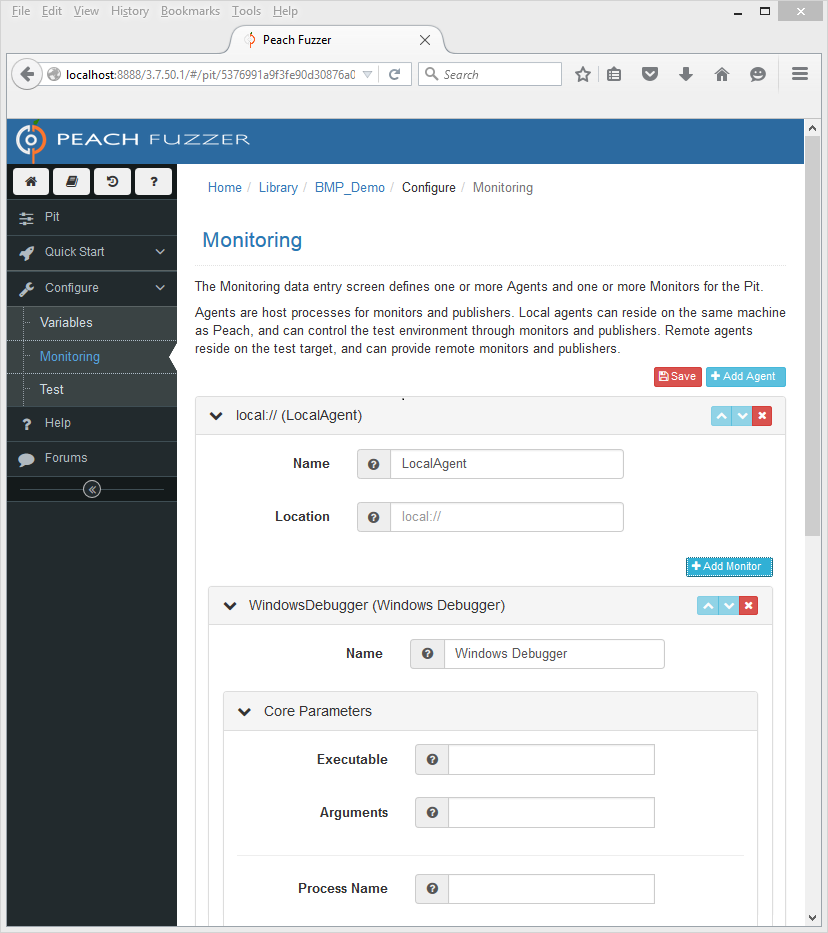 File Edit View History Bookmarks Tools Help
Peach Fuzzer
localhost:8888/3.7.50.1/#/pit/5376991a9f3fe90d30876a0
Search
PEACH FUZZER
Home / Library / BMP_Demo / Configure / Monitoring
Pit
Quick Start
Configure
Variables
Monitoring
Test
Help
Forums
Monitoring
The Monitoring data entry screen defines one or more Agents and one or more Monitors for the Pit.
Agents are host processes for monitors and publishers. Local agents can reside on the same machine
as Peach, and can control the test environment through monitors and publishers. Remote agents
reside on the test target, and can provide remote monitors and publishers.
Save Add Agent
local:// (LocalAgent)
Name LocalAgent
Location local://
Add Monitor
WindowsDebugger (Windows Debugger)
Name Windows Debugger
Core Parameters
Executable
Arguments
Process Name